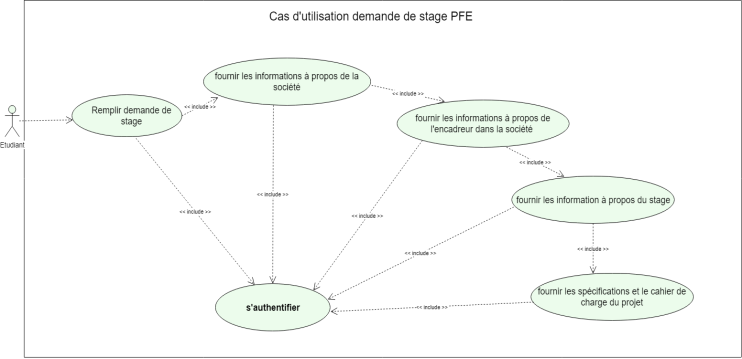 Cas d'utilisation demande de stage PFE
fournir les informations à propos de la
société
<< include >>
Remplir demande de
stage
<< include >>
fournir les informations à propos de
l'encadreur dans la société
Etudiant
<< include >>
<< include >>
fournir les information à propos du stage
<< include >>
<< include >>
<< include >>
<< include >>
<< include >>
fournir les spécifications et le cahier de
charge du projet
s'authentifier
<< include >>